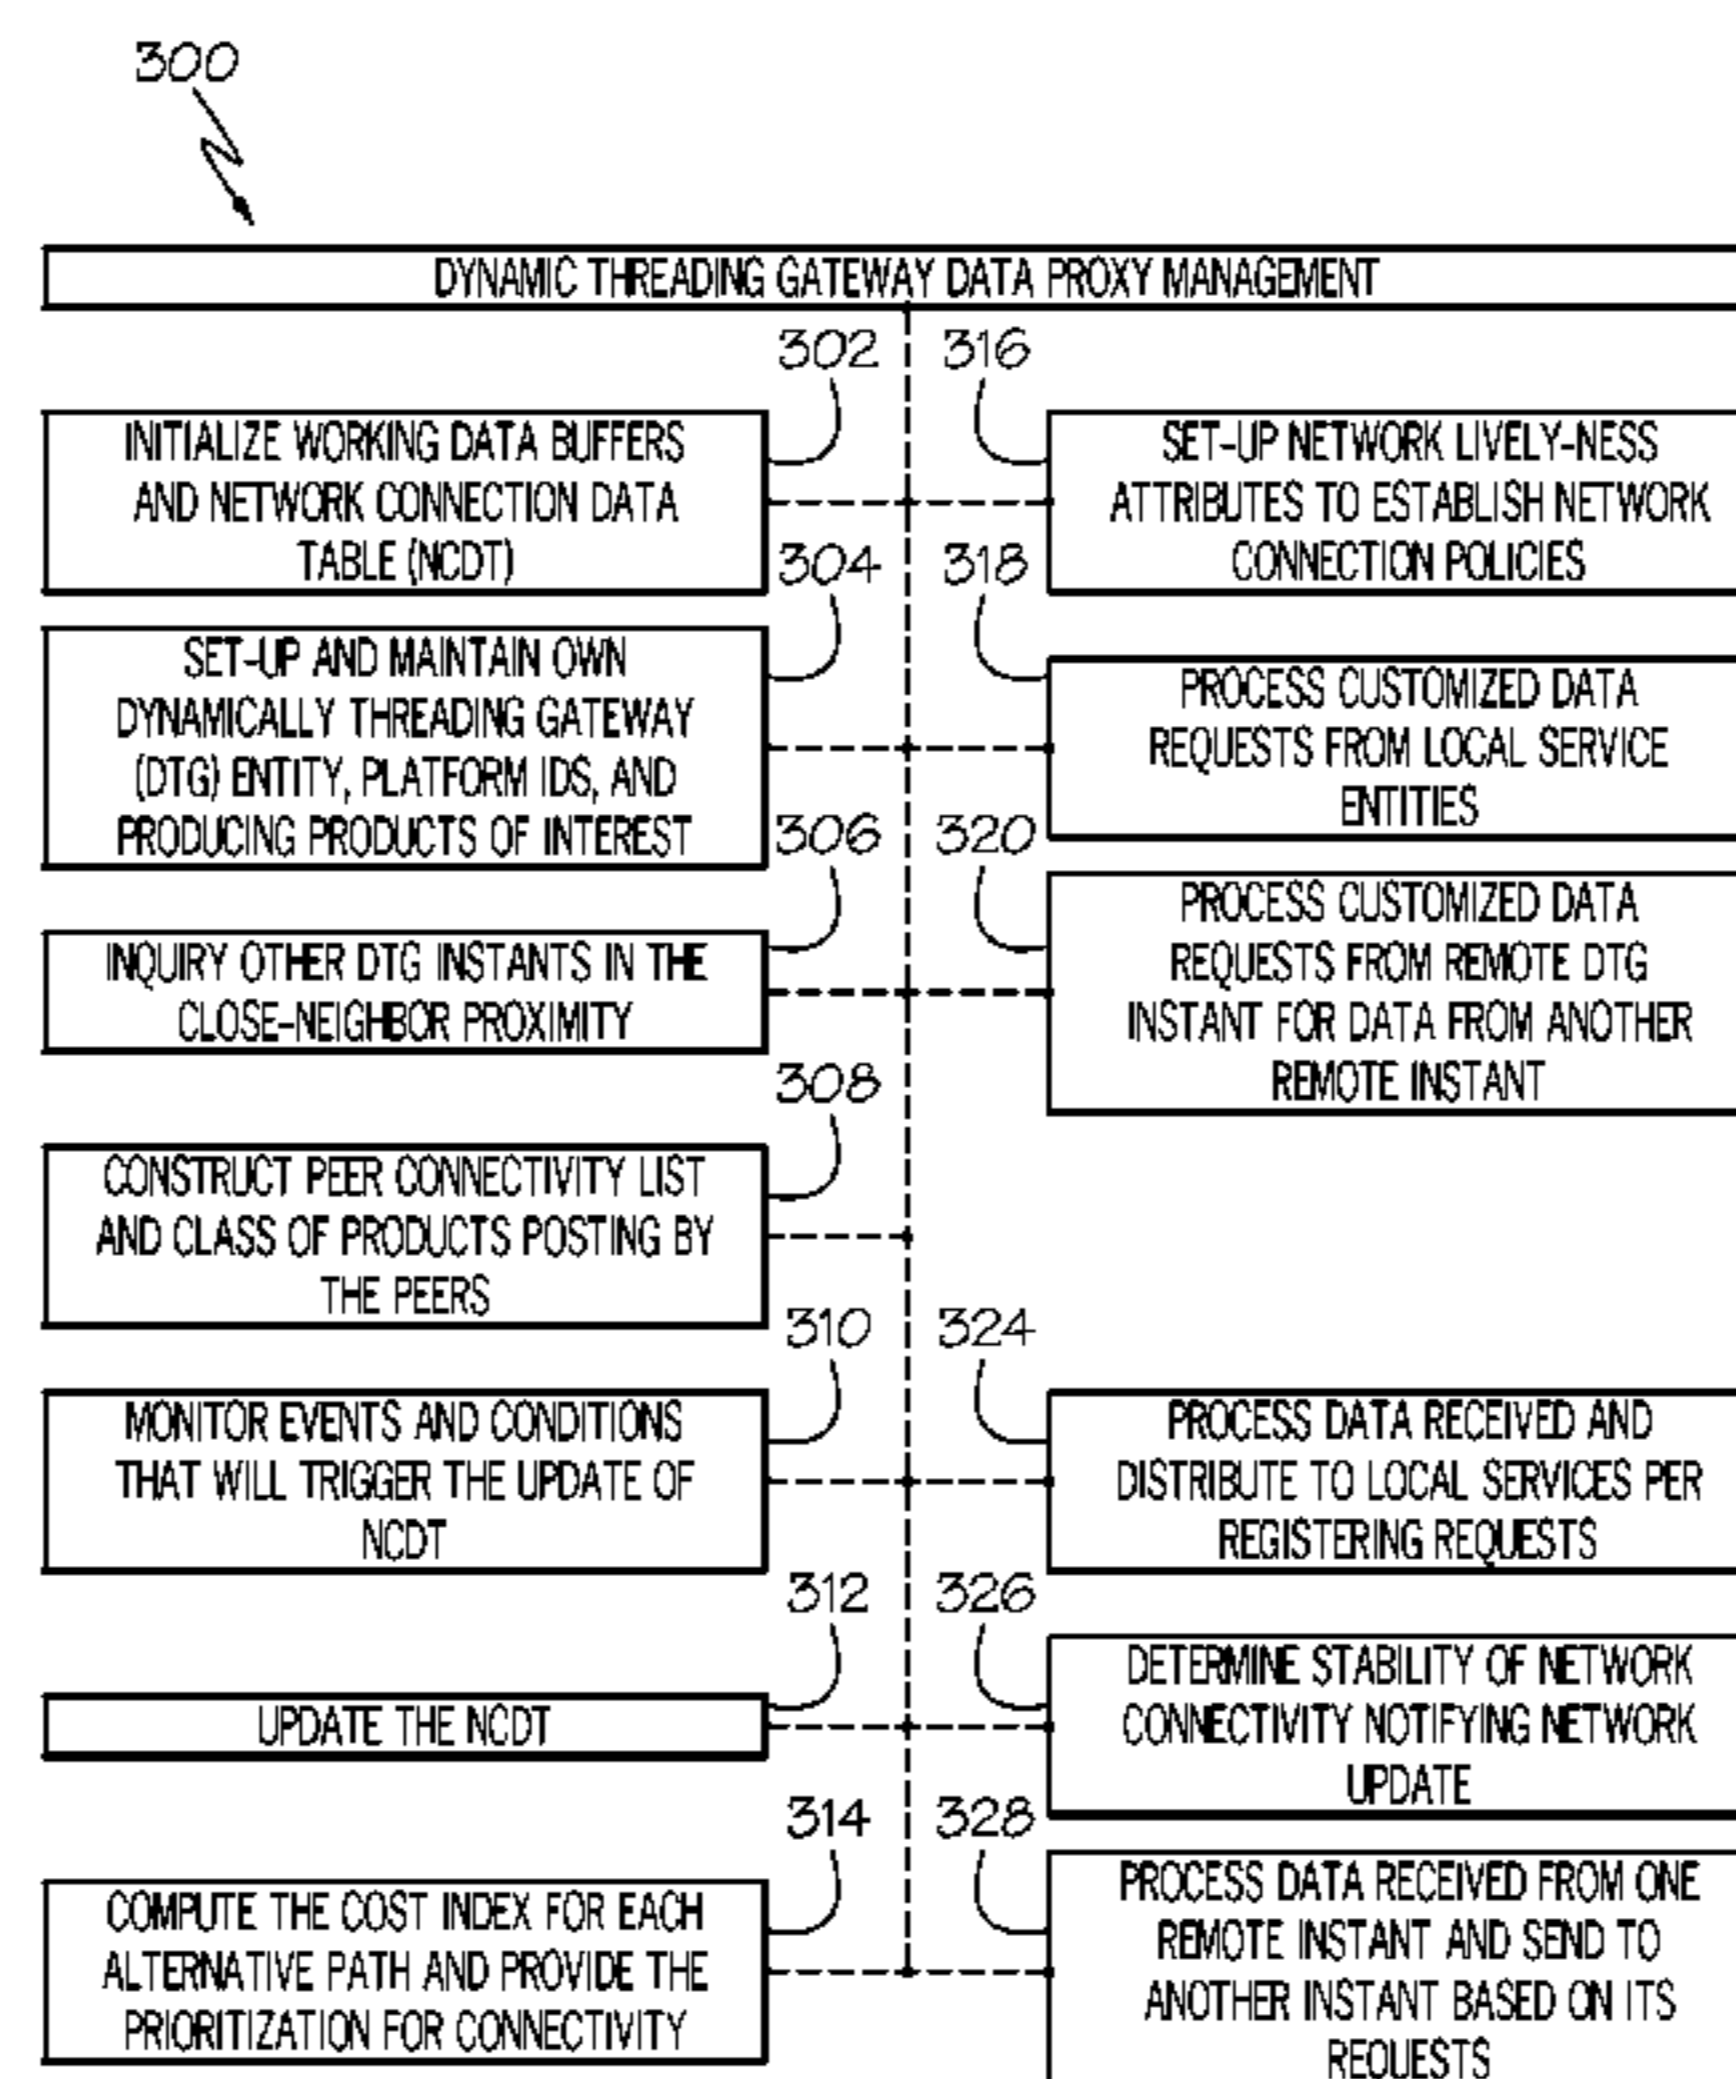 300
DYNAMIC THREADING GATEWAY DATA PROXY MANAGEMENT
302
INITIALIZE WORKING DATA BUFFERS
AND NETWORK CONNECTION DATA
TABLE (NCDT)
304
SET-UP AND MAINTAIN OWN
DYNAMICALLY THREADING GATEWAY
(DTG) ENTITY, PLATFORM IDS, AND
PRODUCING PRODUCTS OF INTEREST
306
INQUIRY OTHER DTG INSTANTS IN THE
CLOSE-NEIGHBOR PROXIMITY
308
CONSTRUCT PEER CONNECTIVITY LIST
AND CLASS OF PRODUCTS POSTING BY
THE PEERS
310
MONITOR EVENTS AND CONDITIONS
THAT WILL TRIGGER THE UPDATE OF
NCDT
312
UPDATE THE NCDT
314
COMPUTE THE COST INDEX FOR EACH
ALTERNATIVE PATH AND PROVIDE THE
PRIORITIZATION FOR CONNECTIVITY
316
SET-UP NETWORK LIVELY-NESS
ATTRIBUTES TO ESTABLISH NETWORK
CONNECTION POLICIES
318
PROCESS CUSTOMIZED DATA
REQUESTS FROM LOCAL SERVICE
ENTITIES
320
PROCESS CUSTOMIZED DATA
REQUESTS FROM REMOTE DTG
INSTANT FOR DATA FROM ANOTHER
REMOTE INSTANT
324
PROCESS DATA RECEIVED AND
DISTRIBUTE TO LOCAL SERVICES PER
REGISTERING REQUESTS
326
DETERMINE STABILITY OF NETWORK
CONNECTIVITY NOTIFYING NETWORK
UPDATE
328
PROCESS DATA RECEIVED FROM ONE
REMOTE INSTANT AND SEND TO
ANOTHER INSTANT BASED ON ITS
REQUESTS